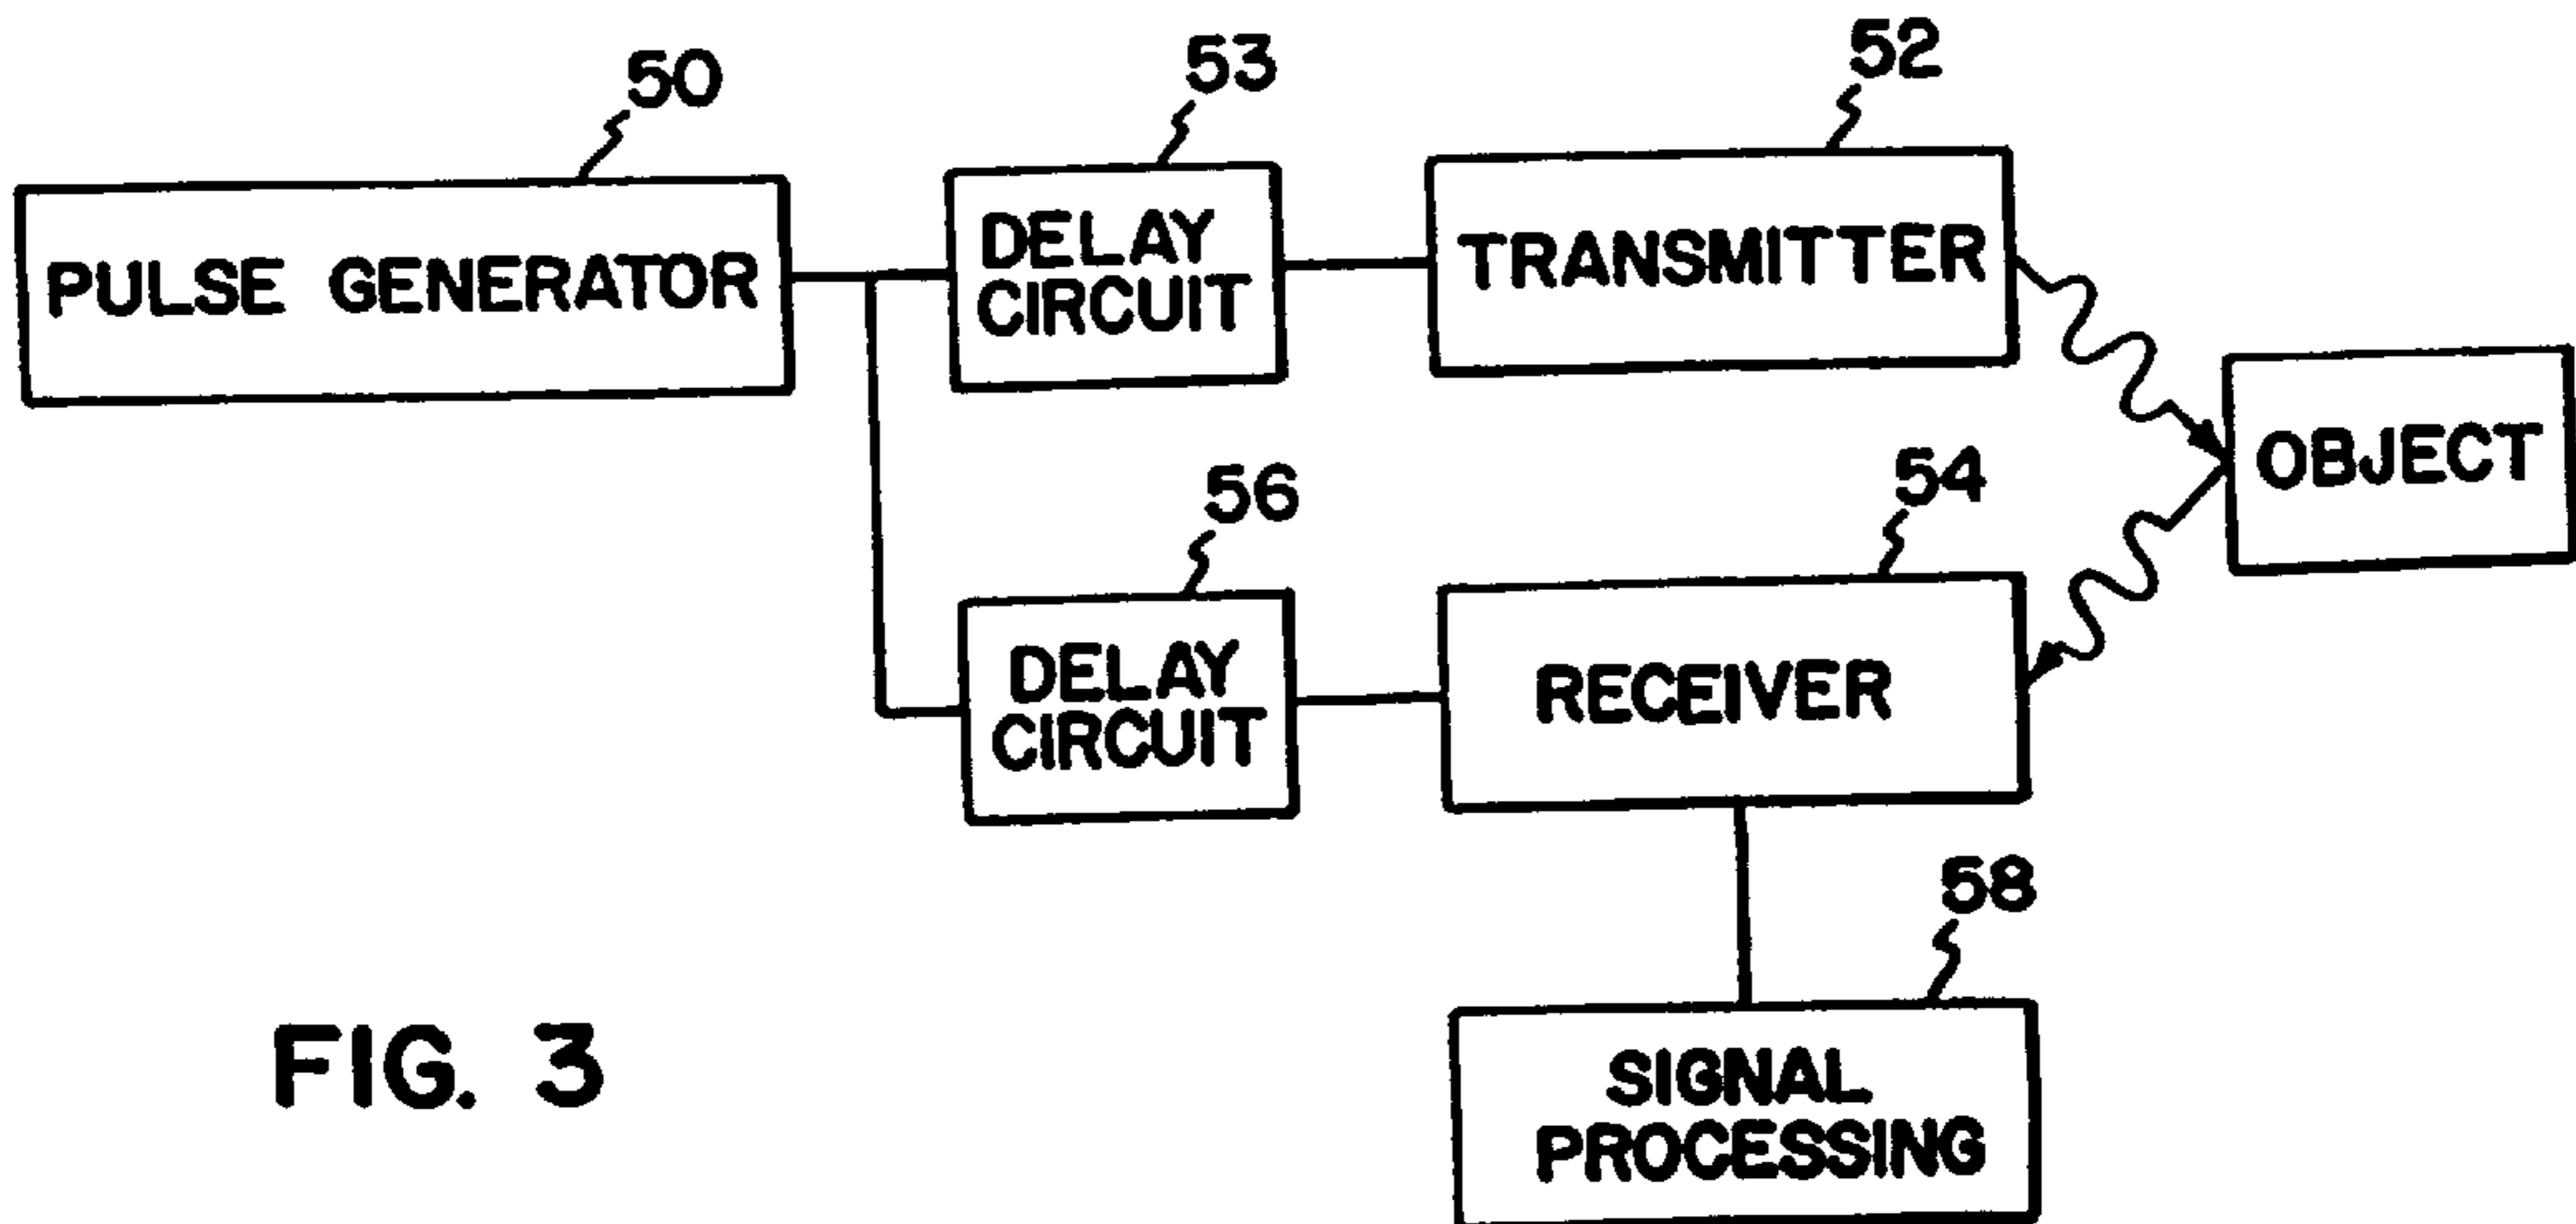 50
53
52
PULSE GENERATOR
DELAY
CIRCUIT
TRANSMITTER
OBJECT
56
54
DELAY
CIRCUIT
RECEIVER
58
SIGNAL
PROCESSING
FIG. 3